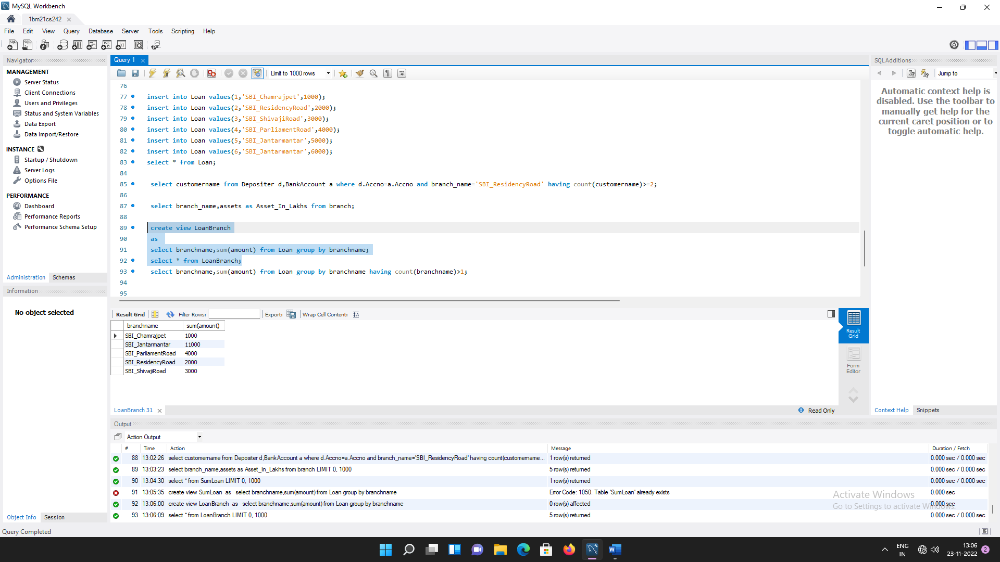 MySQL Workbench
1bm21cs242
File Edit View Query Database Server Tools Scripting Help
Navigator
MANAGEMENT
Server Status
Client Connections
Users and Privileges
Status and System Variables
Data Export
Data Import/Restore
INSTANCE
Startup / Shutdown
Server Logs
Options File
PERFORMANCE
Dashboard
Performance Reports
Performance Schema Setup
Administration Schemas
Information
No object selected
Object Info Session
Query 1
Limit to 1000 rows
76
77 insert into Loan values(1,'SBI_Chamrajpet',1000);
78 insert into Loan values(2,'SBI_ResidencyRoad',2000);
79 insert into Loan values(3,'SBI_ShivajiRoad',3000);
80 insert into Loan values(4,'SBI_ParliamentRoad',4000);
81 insert into Loan values(5,'SBI_Jantarmantar',5000);
82 insert into Loan values(6,'SBI_Jantarmantar',6000);
83 select * from Loan;
84
85 select customername from Depositer d,BankAccount a where d.Accno=a.Accno and branch_name='SBI_ResidencyRoad' having count(customername)>=2;
86
87 select branch_name,assets as Asset_In_Lakhs from branch;
88
89 create view LoanBranch
90 as
91 select branchname,sum(amount) from Loan group by branchname;
92 select * from LoanBranch;
93 select branchname,sum(amount) from Loan group by branchname having count(branchname)>1;
94
95
Result Grid Filter Rows: Export: Wrap Cell Content:
branchname sum(amount)
SBI_Chamrajpet 1000
SBI_Jantarmantar 11000
SBI_ParliamentRoad 4000
SBI_ResidencyRoad 2000
SBI_ShivajiRoad 3000
Result
Grid
Form
Editor
LoanBranch 31
Read Only
SQLAdditions
Jump to
Automatic context help is
disabled. Use the toolbar to
manually get help for the
current caret position or to
toggle automatic help.
Context Help Snippets
Output
Action Output
# Time Action Message Duration / Fetch
88 13:02:26 select customername from Depositer d,BankAccount a where d.Accno=a.Accno and branch_name='SBI_ResidencyRoad' having count(customername... 1 row(s) returned 0.000 sec / 0.000 sec
89 13:03:23 select branch_name,assets as Asset_In_Lakhs from branch LIMIT 0, 1000 5 row(s) returned 0.000 sec / 0.000 sec
90 13:04:30 select * from SumLoan LIMIT 0, 1000 1 row(s) returned 0.000 sec / 0.000 sec
91 13:05:35 create view SumLoan as select branchname,sum(amount) from Loan group by branchname Error Code: 1050. Table 'SumLoan' already exists 0.000 sec
92 13:06:00 create view LoanBranch as select branchname,sum(amount) from Loan group by branchname 0 row(s) affected 0.000 sec
93 13:06:09 select * from LoanBranch LIMIT 0, 1000 5 row(s) returned 0.000 sec / 0.000 sec
Activate Windows
Go to Settings to activate Windows.
Query Completed
ENG
IN
13:06
23-11-2022
2